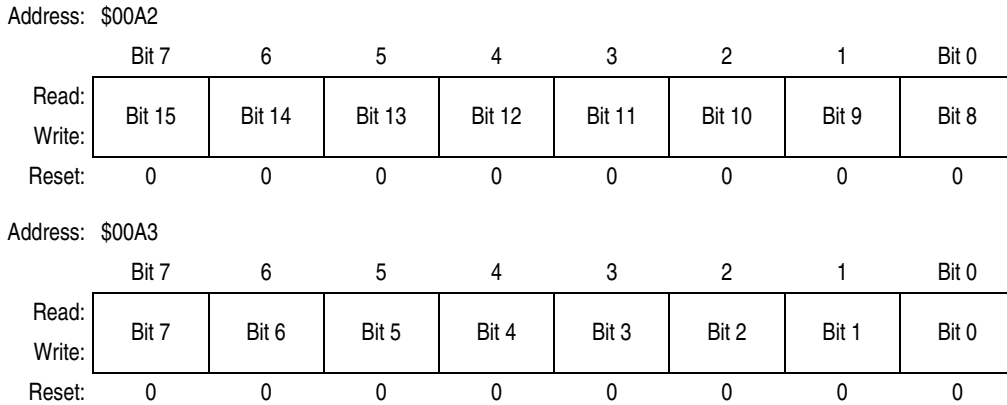 Address: $00A2
Bit 7 6 5 4 3 2 1 Bit 0
Read:
Bit 15 Bit 14 Bit 13 Bit 12 Bit 11 Bit 10 Bit 9 Bit 8
Write:
Reset: 0 0 0 0 0 0 0 0
Address: $00A3
Bit 7 6 5 4 3 2 1 Bit 0
Read:
Bit 7 Bit 6 Bit 5 Bit 4 Bit 3 Bit 2 Bit 1 Bit 0
Write:
Reset: 0 0 0 0 0 0 0 0